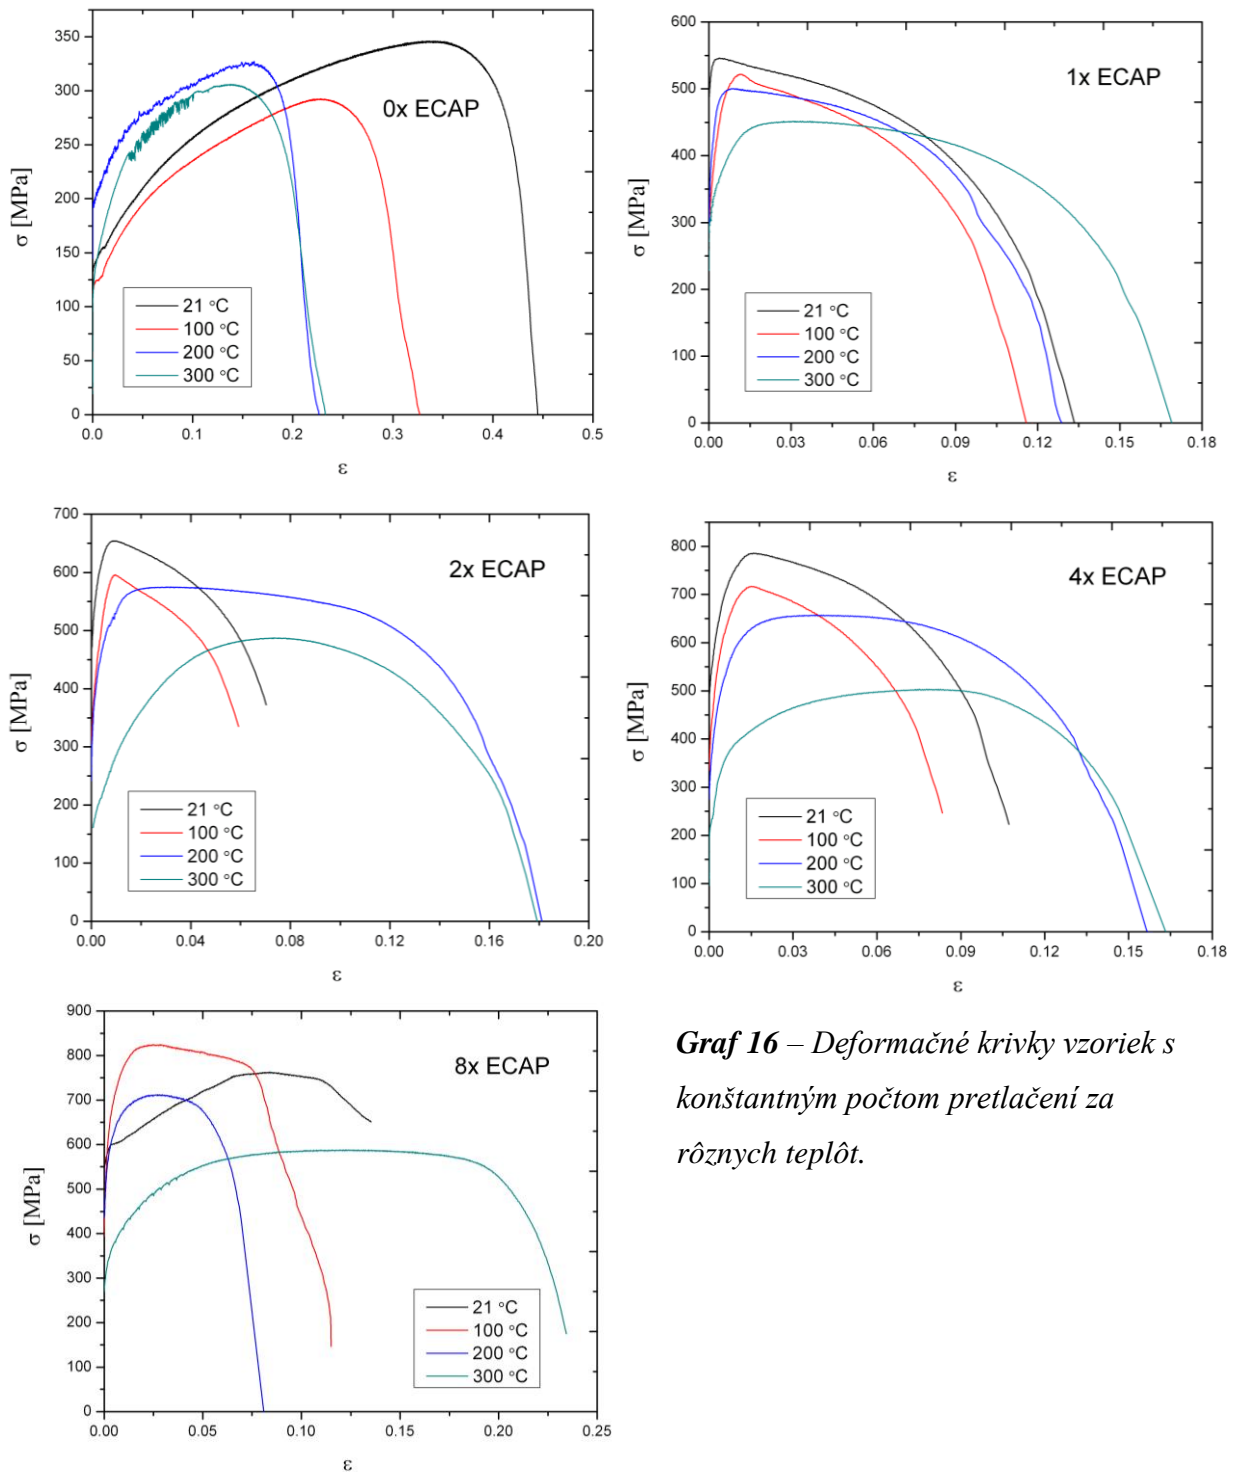 0x ECAP
σ [MPa]
350
300
250
200
150
100
50
0
21 °C
100 °C
200 °C
300 °C
0.0 0.1 0.2 0.3 0.4 0.5
ε
1x ECAP
σ [MPa]
600
500
400
300
200
100
0
21 °C
100 °C
200 °C
300 °C
0.00 0.03 0.06 0.09 0.12 0.15 0.18
ε
2x ECAP
σ [MPa]
700
600
500
400
300
200
100
0
21 °C
100 °C
200 °C
300 °C
0.00 0.04 0.08 0.12 0.16 0.20
ε
4x ECAP
σ [MPa]
800
700
600
500
400
300
200
100
0
21 °C
100 °C
200 °C
300 °C
0.00 0.03 0.06 0.09 0.12 0.15 0.18
ε
8x ECAP
σ [MPa]
900
800
700
600
500
400
300
200
100
0
21 °C
100 °C
200 °C
300 °C
0.00 0.05 0.10 0.15 0.20 0.25
ε
Graf 16 – Deformačné krivky vzoriek s
konštantným počtom pretlačení za
rôznych teplôt.